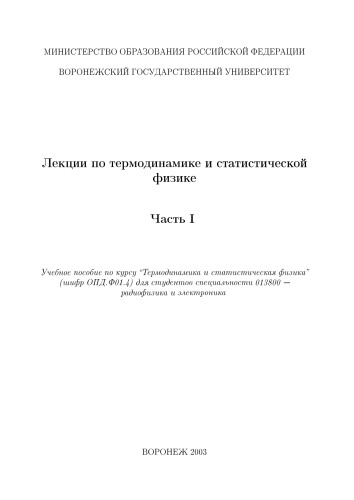 МИНИСТЕРСТВО ОБРАЗОВАНИЯ РОССИЙСКОЙ ФЕДЕРАЦИИ
ВОРОНЕЖСКИЙ ГОСУДАРСТВЕННЫЙ УНИВЕРСИТЕТ
Лекции по термодинамике и статистической
физике
Часть I
Учебное пособие по курсу “Термодинамика и статистическая физика”
(шифр ОПД.Ф01.4) для студентов специальности 013800 —
радиофизика и электроника
ВОРОНЕЖ 2003